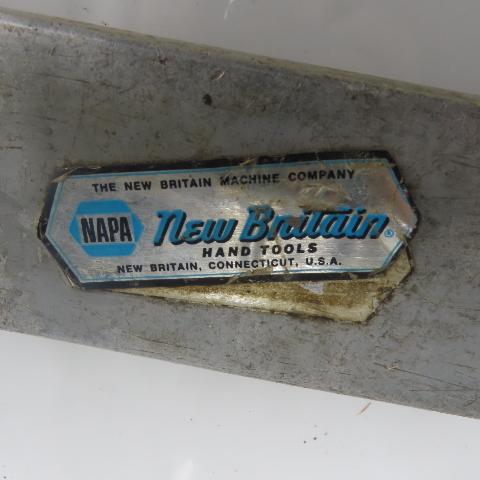 THE NEW BRITAIN MACHINE COMPANY
NAPA New Britain®
HAND TOOLS
NEW BRITAIN, CONNECTICUT, U.S.A.